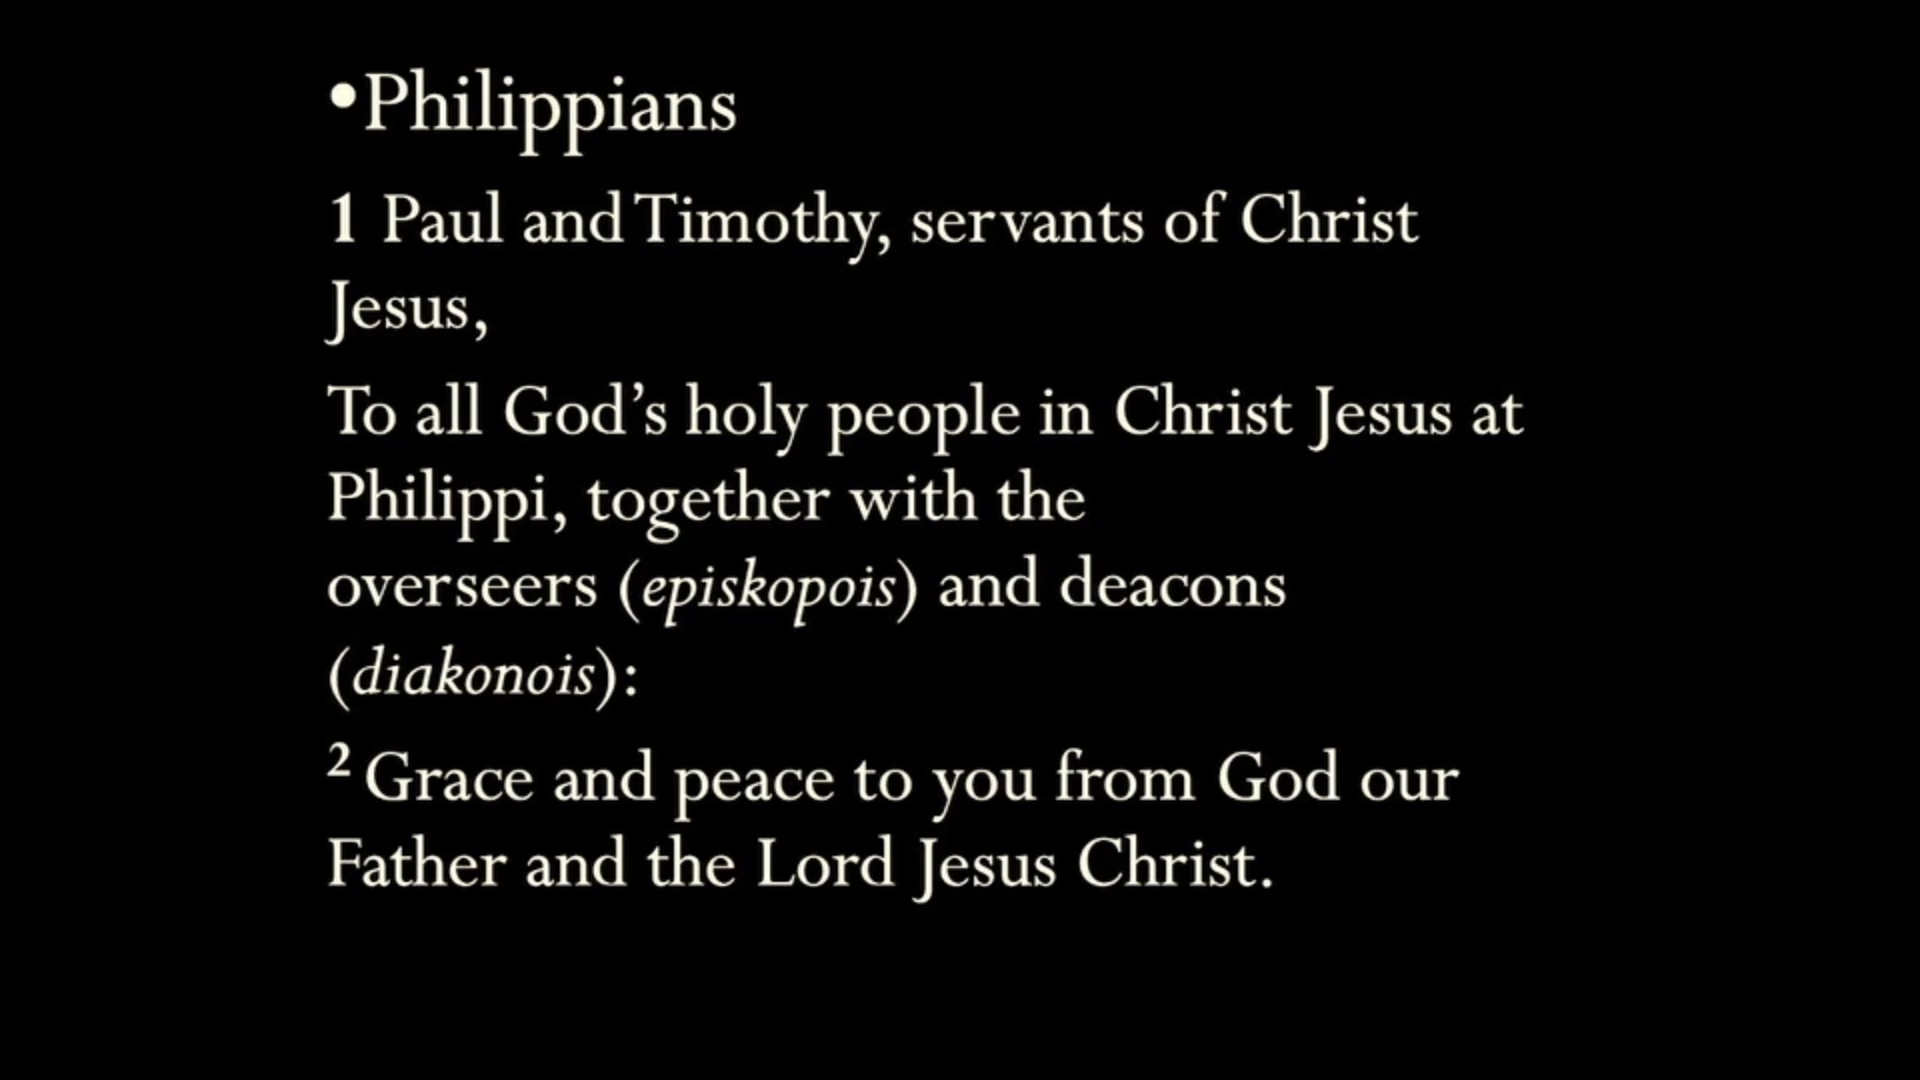 •Philippians
1 Paul and Timothy, servants of Christ
Jesus,
To all God’s holy people in Christ Jesus at
Philippi, together with the
overseers (episkopois) and deacons
(diakonois):
2 Grace and peace to you from God our
Father and the Lord Jesus Christ.